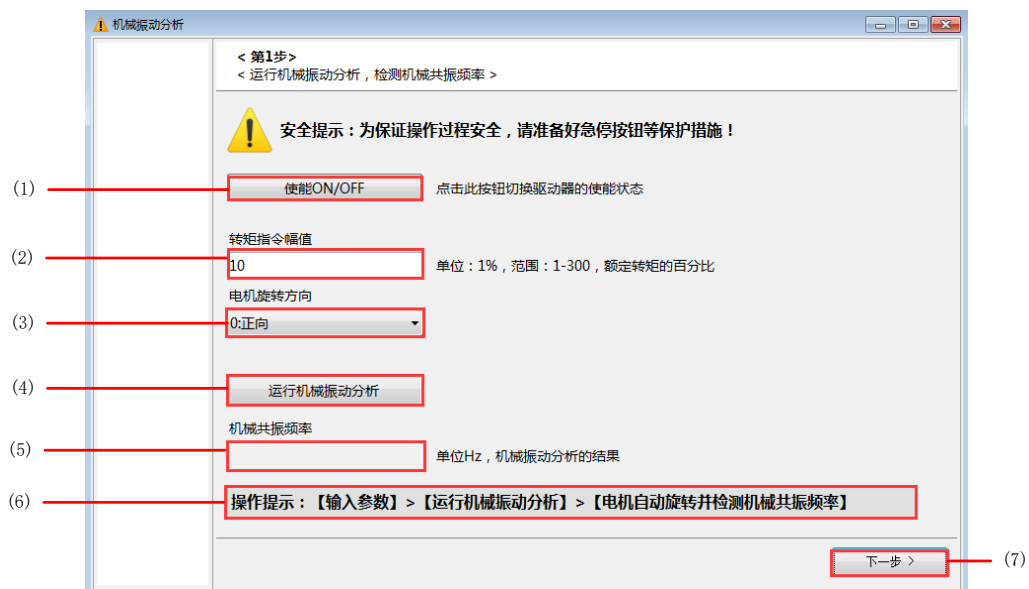 机械振动分析
< 第1步>
< 运行机械振动分析，检测机械共振频率 >
安全提示：为保证操作过程安全，请准备好急停按钮等保护措施！
(1)
使能ON/OFF 点击此按钮切换驱动器的使能状态
转矩指令幅值
(2)
10 单位：1%，范围：1-300，额定转矩的百分比
电机旋转方向
(3)
0:正向
(4)
运行机械振动分析
机械共振频率
(5)
单位Hz，机械振动分析的结果
(6)
操作提示：【输入参数】>【运行机械振动分析】>【电机自动旋转并检测机械共振频率】
下一步 >
(7)